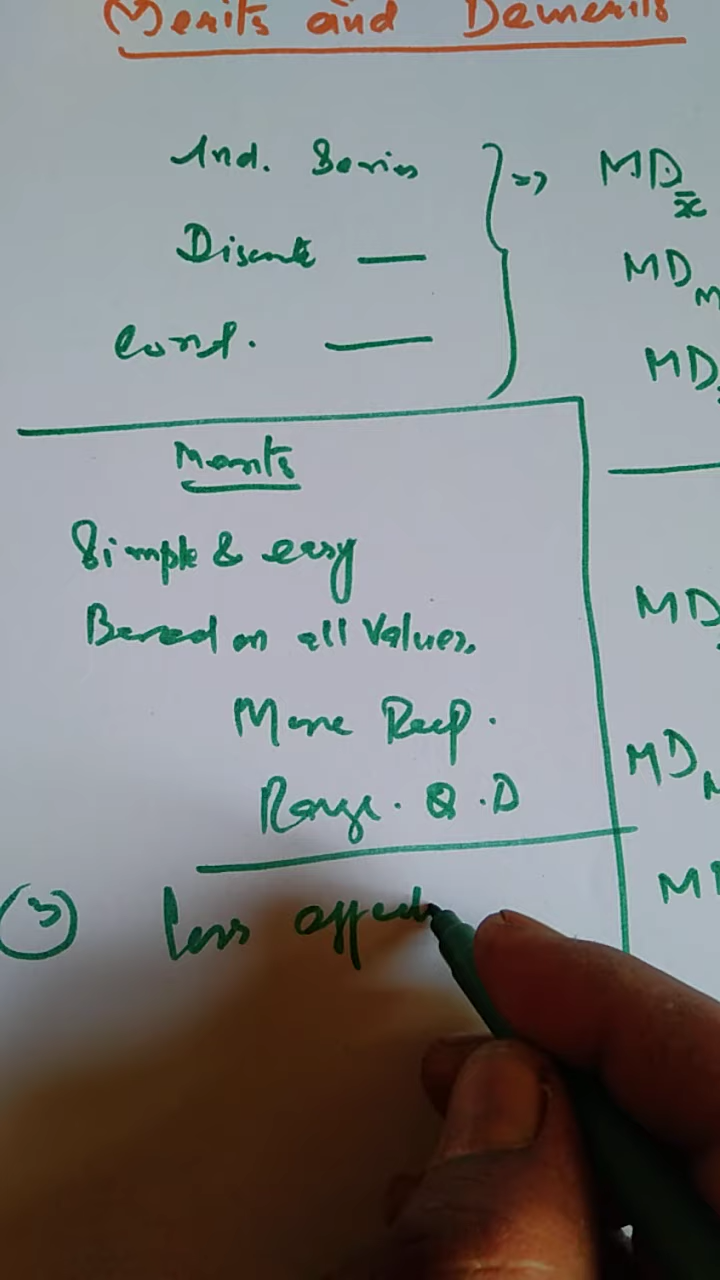 Merits and Demerits
Ind. Series => MD x̄
Discrete — MD M
Cont. — MD
Merits
Simple & easy
Based on all Values. MD
More Rep.
Range. Q.D MD M
(3) less affect M